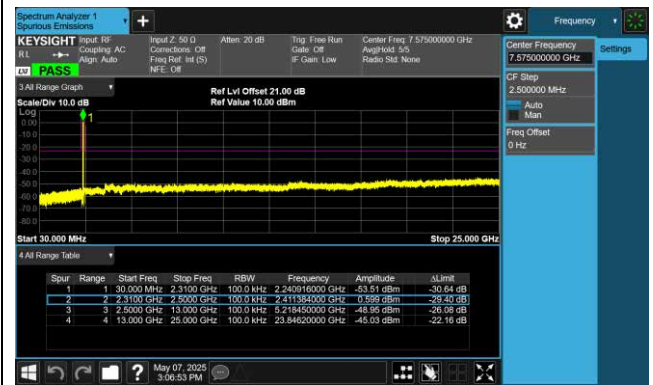 Spectrum Analyzer 1
Spurious Emissions
Frequency
KEYSIGHT
RL
Input: RF
Coupling: AC
Align: Auto
Input Z: 50 Ω
Corrections: Off
Freq Ref: Int (S)
NFE: Off
Atten: 20 dB
Trig: Free Run
Gate: Off
IF Gain: Low
Center Freq: 7.575000000 GHz
Avg|Hold: 5/5
Radio Std: None
LXI
PASS
3 All Range Graph
Scale/Div 10.0 dB
Ref Lvl Offset 21.00 dB
Ref Value 10.00 dBm
Log
0.00
-10.0
-20.0
-30.0
-40.0
-50.0
-60.0
-70.0
-80.0
1
Start 30.000 MHz
Stop 25.000 GHz
4 All Range Table
Spur Range Start Freq Stop Freq RBW Frequency Amplitude ΔLimit
1 1 30.000 MHz 2.3100 GHz 100.0 kHz 2.240916000 GHz -53.51 dBm -30.64 dB
2 2 2.3100 GHz 2.5000 GHz 100.0 kHz 2.411384000 GHz 0.599 dBm -29.40 dB
3 3 2.5000 GHz 13.000 GHz 100.0 kHz 5.218450000 GHz -48.95 dBm -26.08 dB
4 4 13.000 GHz 25.000 GHz 100.0 kHz 23.84620000 GHz -45.03 dBm -22.16 dB
Center Frequency
7.575000000 GHz
Settings
CF Step
2.500000 MHz
Auto
Man
Freq Offset
0 Hz
?
May 07, 2025
3:06:53 PM